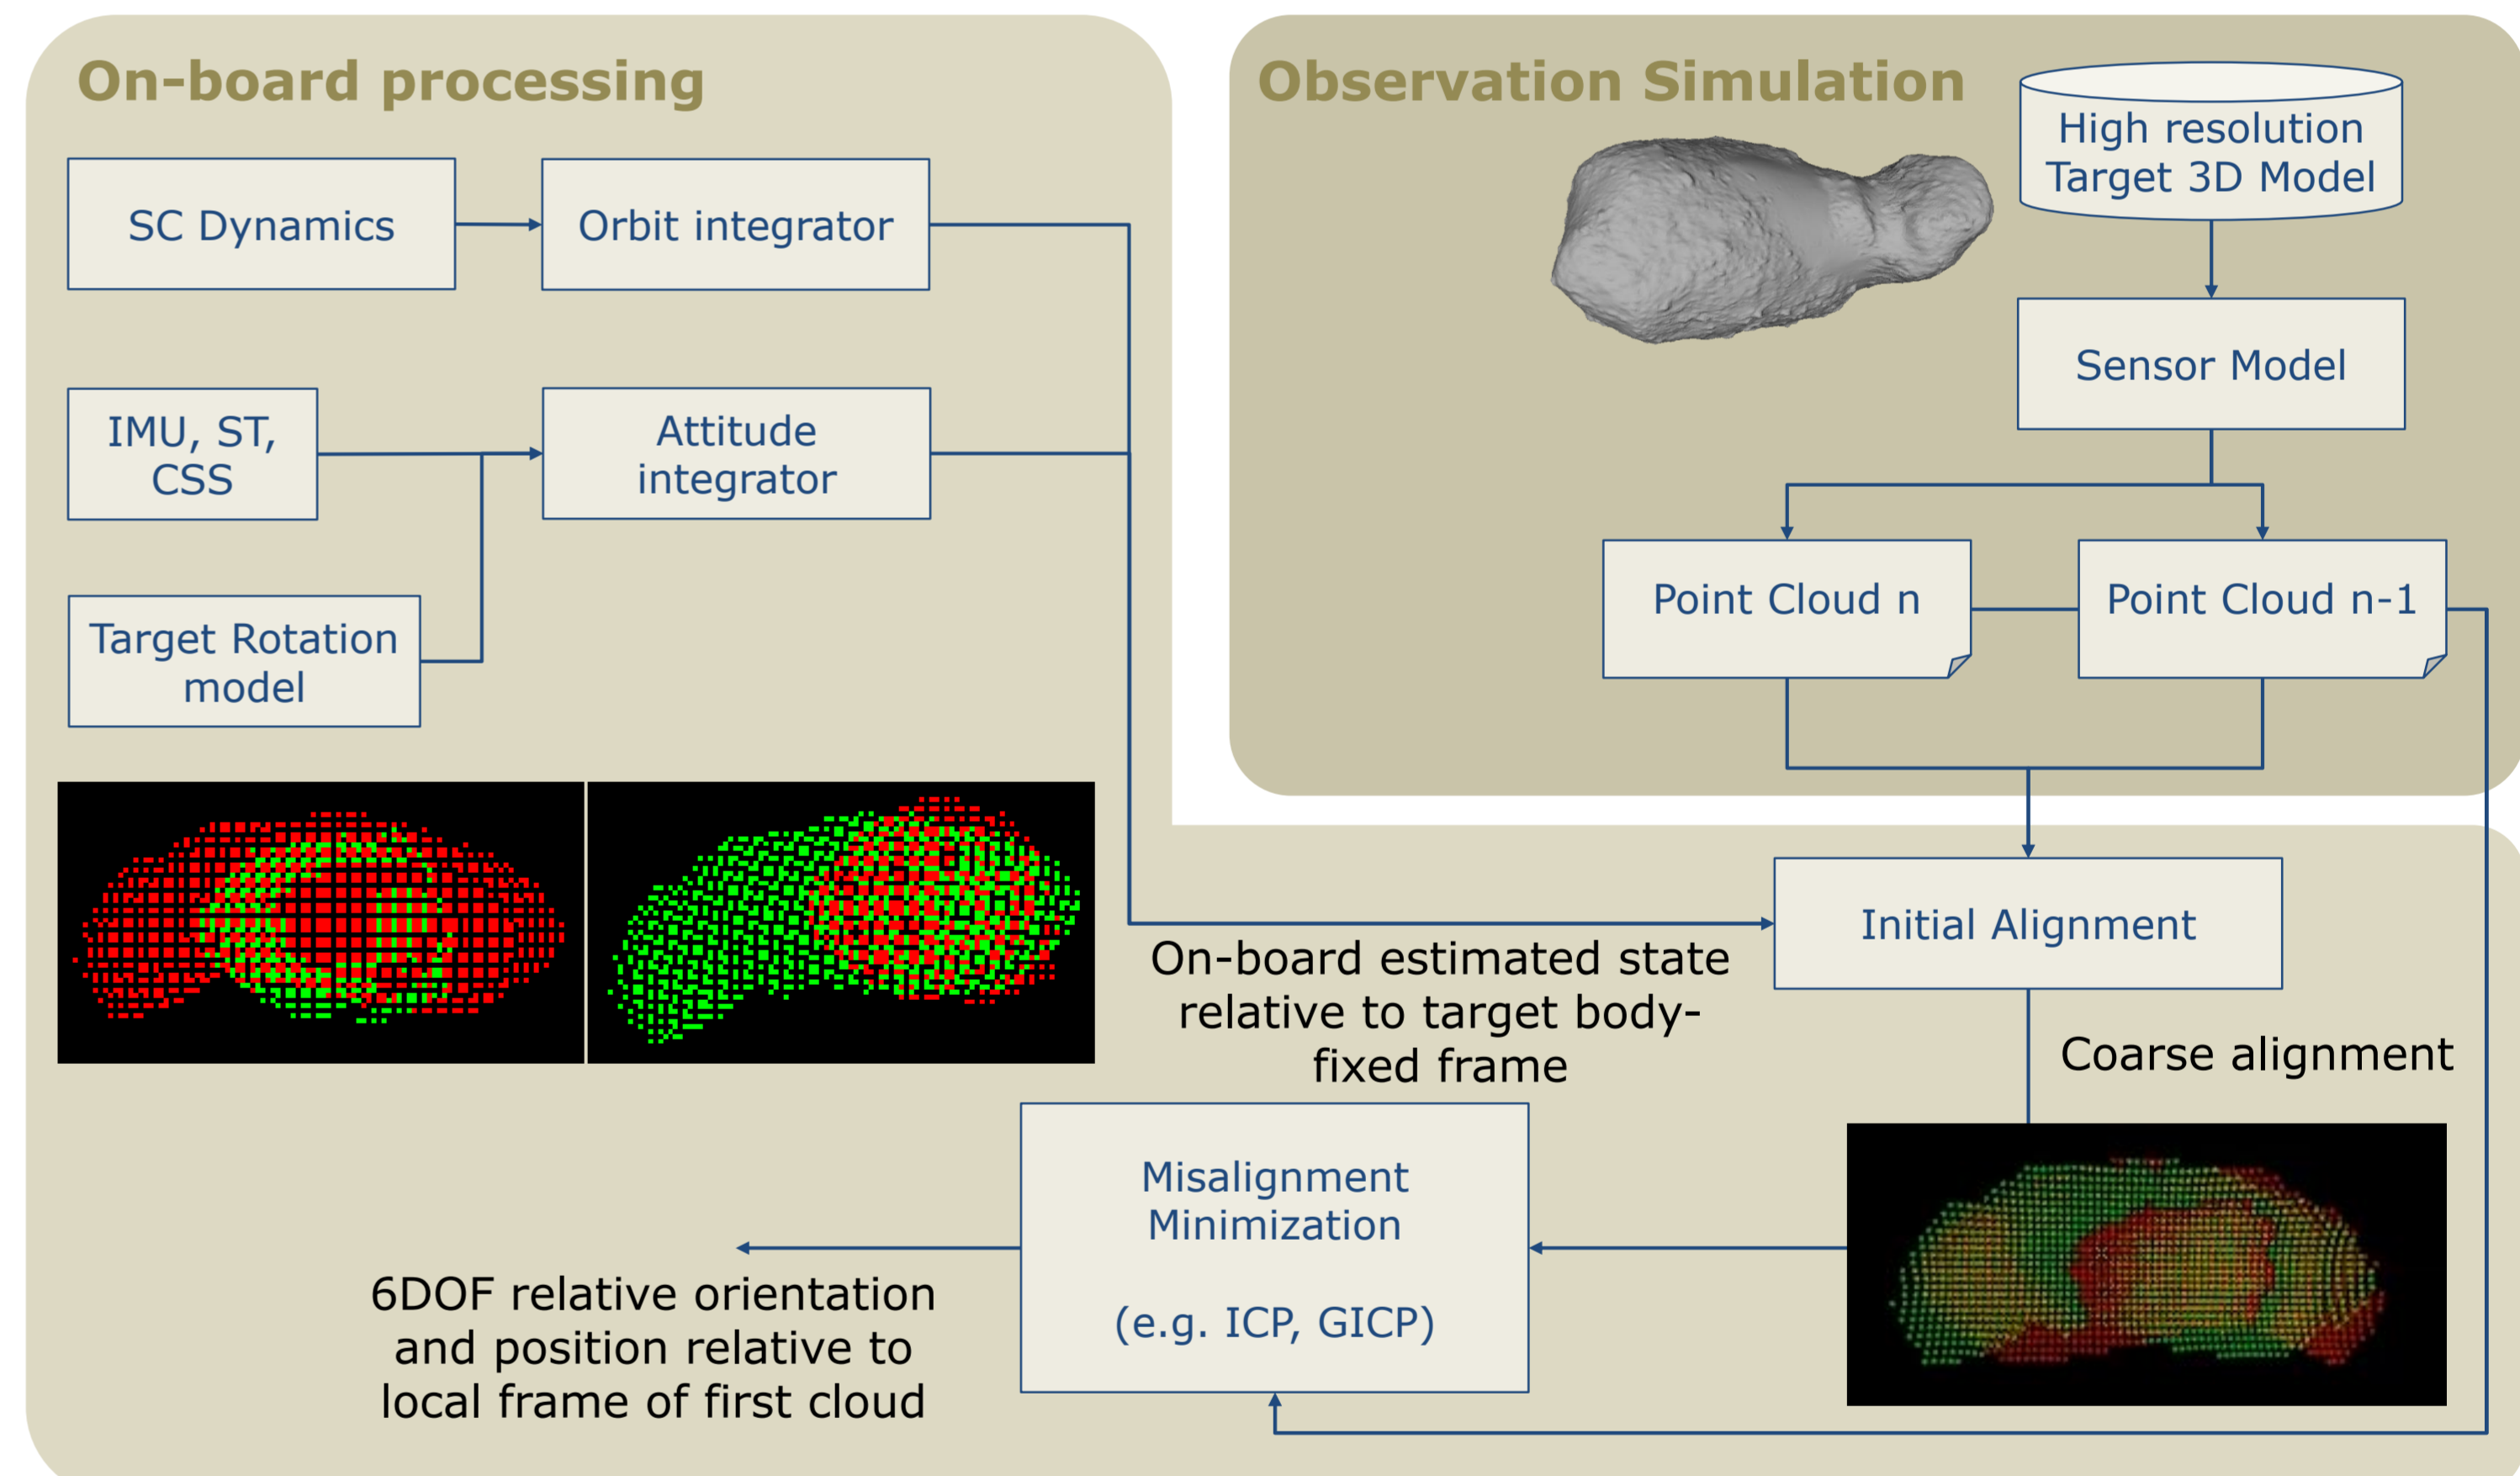 On-board processing
SC Dynamics
Orbit integrator
IMU, ST,
CSS
Attitude
integrator
Target Rotation
model
Observation Simulation
High resolution
Target 3D Model
Sensor Model
Point Cloud n
Point Cloud n-1
Initial Alignment
On-board estimated state
relative to target body-
fixed frame
Coarse alignment
Misalignment
Minimization
(e.g. ICP, GICP)
6DOF relative orientation
and position relative to
local frame of first cloud